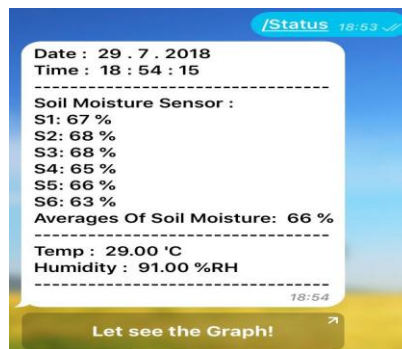 /Status 18:53
Date : 29 . 7 . 2018
Time : 18 : 54 : 15
------------------------------------
Soil Moisture Sensor :
S1: 67 %
S2: 68 %
S3: 68 %
S4: 65 %
S5: 66 %
S6: 63 %
Averages Of Soil Moisture: 66 %
------------------------------------
Temp : 29.00 'C
Humidity : 91.00 %RH
------------------------------------
18:54
Let see the Graph!